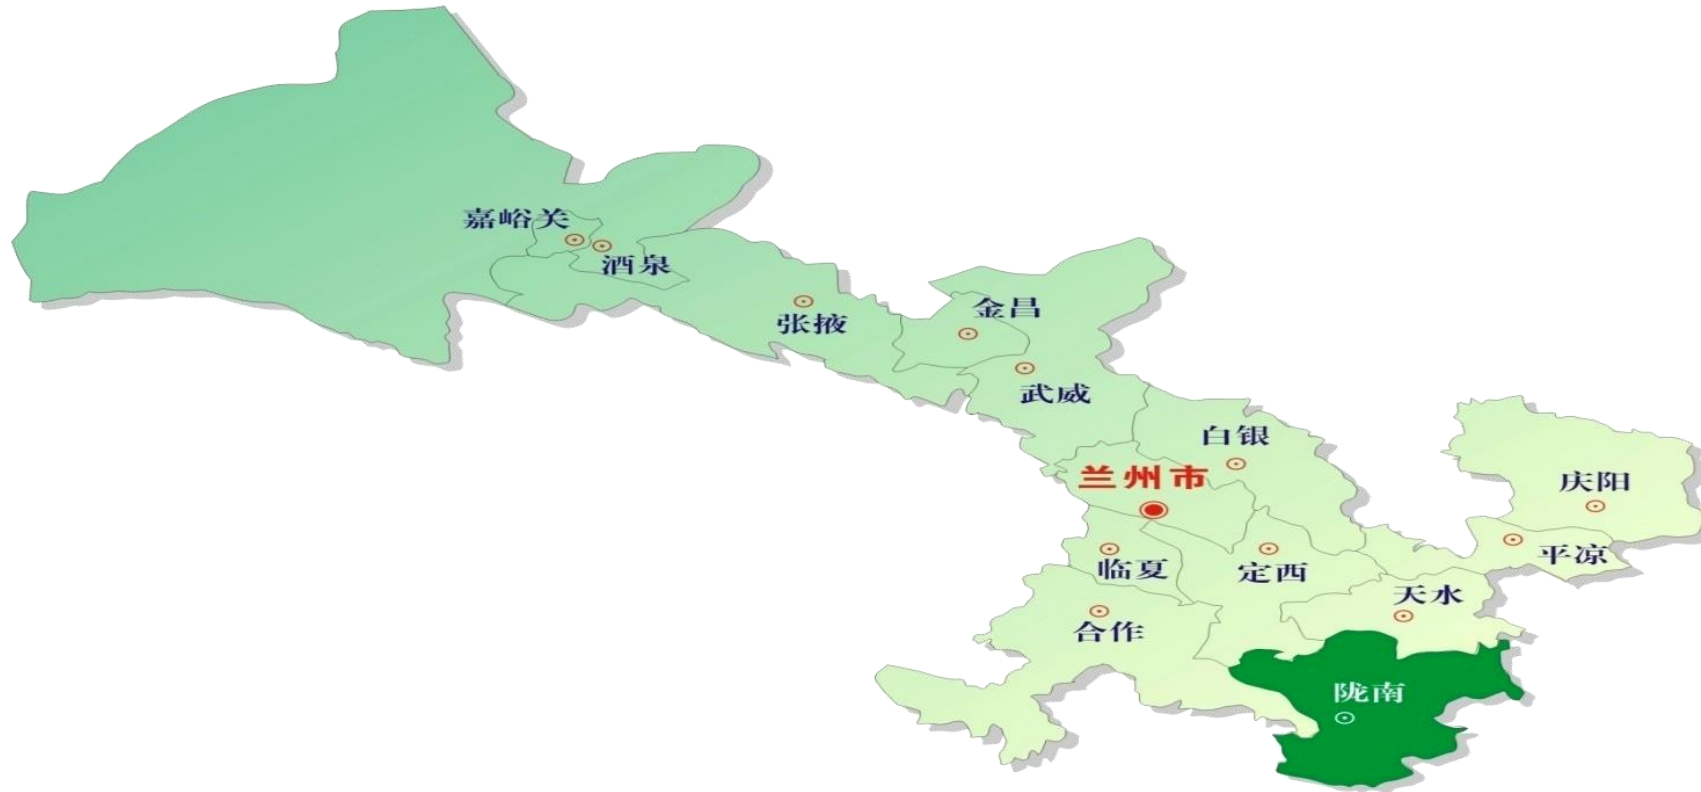 嘉峪关
酒泉
张掖
金昌
武威
白银
兰州市
庆阳
平凉
临夏
定西
天水
合作
陇南